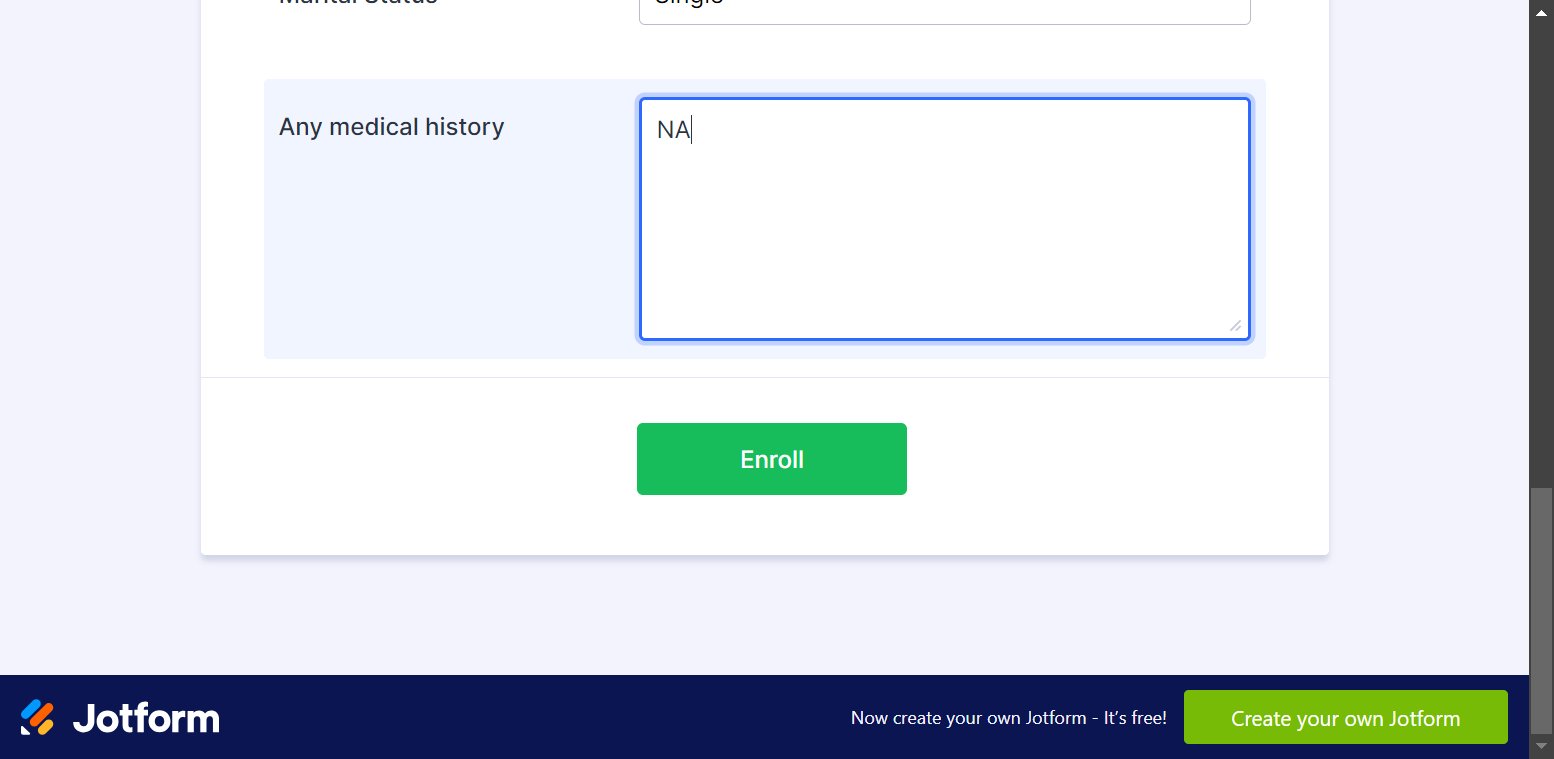 Marital Status
Single
Any medical history
NA
Enroll
Jotform
Now create your own Jotform - It's free!
Create your own Jotform